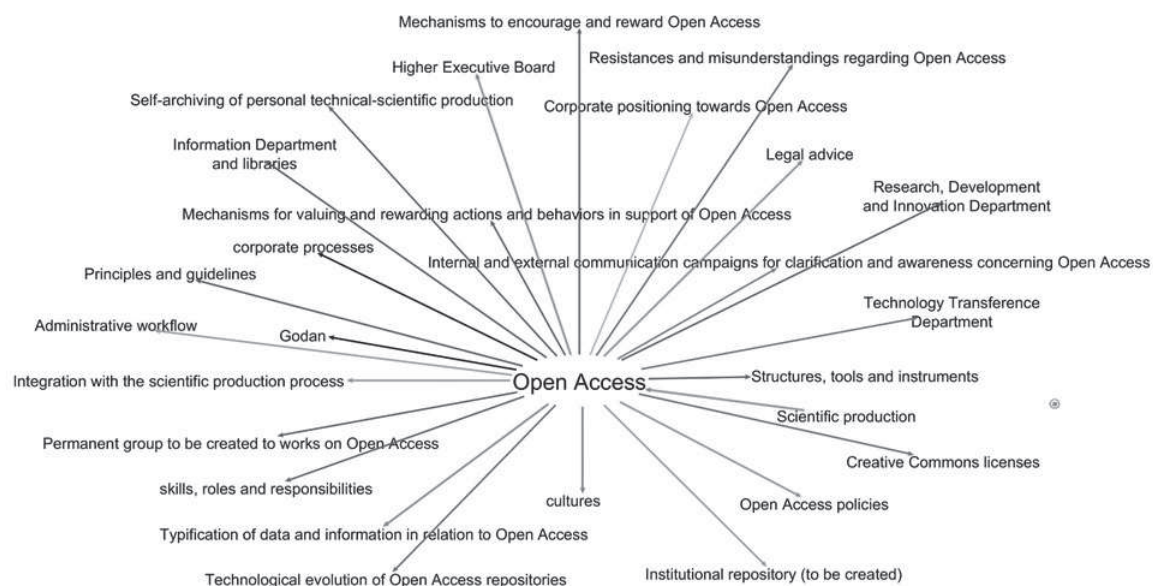 Mechanisms to encourage and reward Open Access
Resistances and misunderstandings regarding Open Access
Higher Executive Board
Self-archiving of personal technical-scientific production
Corporate positioning towards Open Access
Information Department
and libraries
Legal advice
Research, Development
and Innovation Department
Mechanisms for valuing and rewarding actions and behaviors in support of Open Access
corporate processes
Internal and external communication campaigns for clarification and awareness concerning Open Access
Principles and guidelines
Technology Transference
Department
Administrative workflow
Godan
Integration with the scientific production process
Open Access
Structures, tools and instruments
Scientific production
Permanent group to be created to works on Open Access
Creative Commons licenses
skills, roles and responsibilities
cultures
Open Access policies
Typification of data and information in relation to Open Access
Technological evolution of Open Access repositories
Institutional repository (to be created)